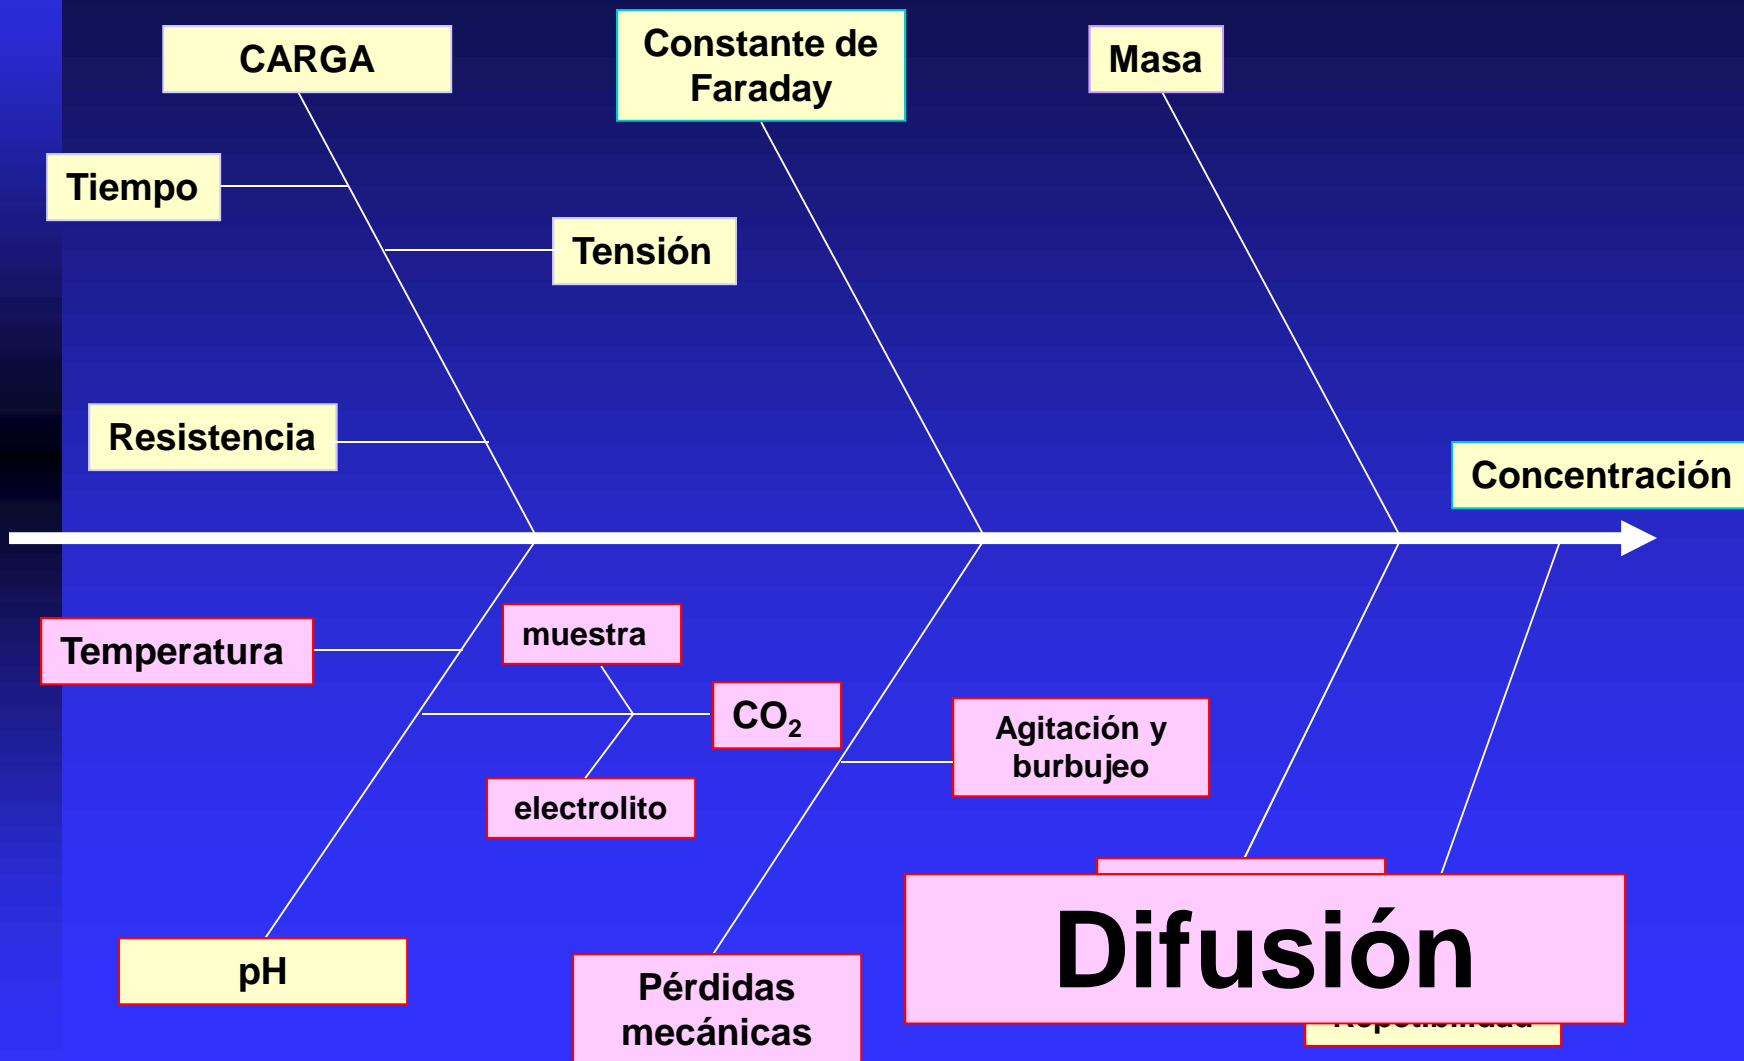 CARGA
Constante de
Faraday
Masa
Tiempo
Tensión
Resistencia
Concentración
Temperatura
muestra
CO₂
Agitación y
burbujeo
electrolito
Difusión
pH
Pérdidas
mecánicas